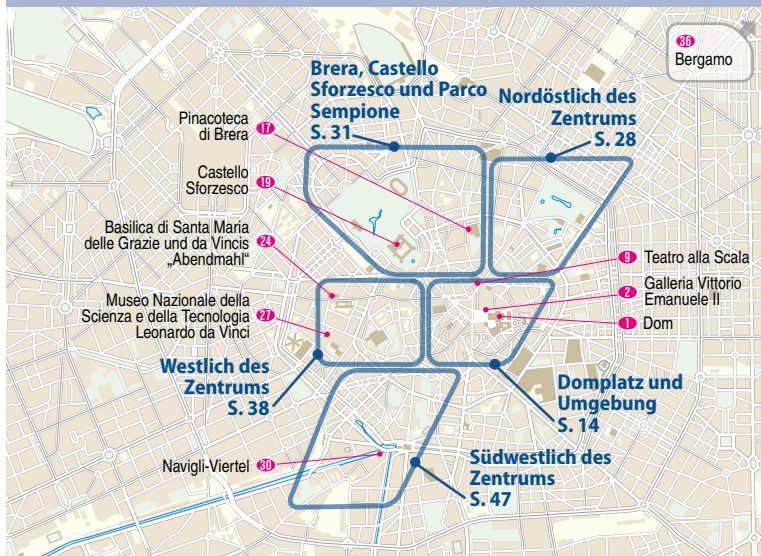 36
Bergamo
Brera, Castello
Sforzesco und Parco
Sempione
S. 31
Nordöstlich des
Zentrums
S. 28
Pinacoteca
di Brera
17
Castello
Sforzesco
19
Basilica di Santa Maria
delle Grazie und da Vincis
„Abendmahl“
24
Museo Nazionale della
Scienza e della Tecnologia
Leonardo da Vinci
27
9 Teatro alla Scala
2 Galleria Vittorio
Emanuele II
1 Dom
Westlich des
Zentrums
S. 38
Domplatz und
Umgebung
S. 14
Navigli-Viertel 30
Südwestlich des
Zentrums
S. 47